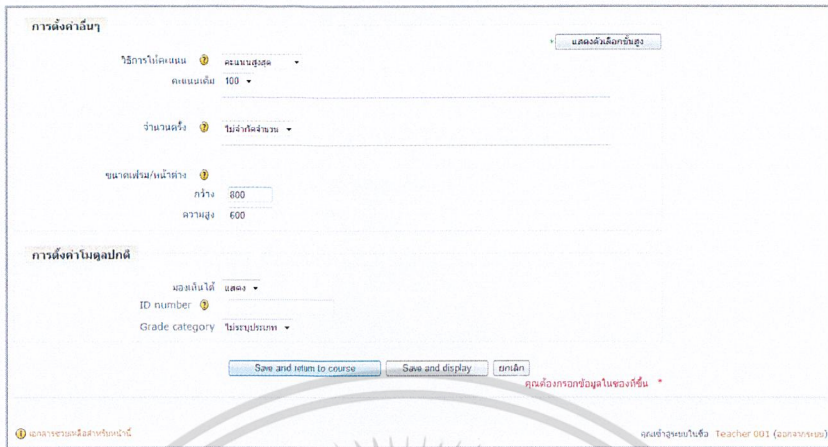 การตั้งค่าอื่นๆ
แสดงตัวเลือกขั้นสูง
วิธีการให้คะแนน คะแนนสูงสุด
คะแนนเต็ม 100
จำนวนครั้ง ไม่จำกัดจำนวน
ขนาดเฟรม/หน้าต่าง
กว้าง 800
ความสูง 600
การตั้งค่าโมดูลปกติ
มองเห็นได้ แสดง
ID number
Grade category ไม่ระบุประเภท
Save and return to course Save and display ยกเลิก
คุณต้องกรอกข้อมูลในช่องที่ขึ้น *
เอกสารช่วยเหลือสำหรับหน้านี้ คุณเข้าสู่ระบบในชื่อ Teacher 001 (ออกจากระบบ)